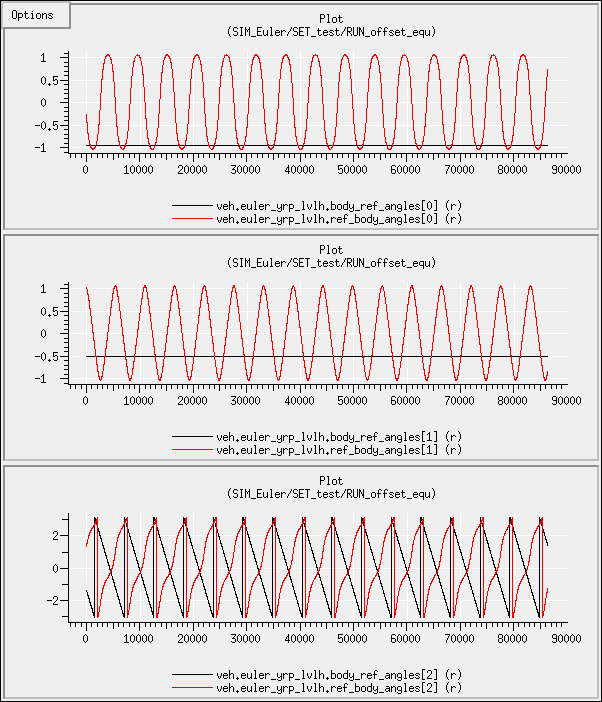 Options
Plot
(SIM_Euler/SET_test/RUN_offset_equ)
1
0.5
0
-0.5
-1
0 10000 20000 30000 40000 50000 60000 70000 80000 90000
veh.euler_yrp_lvlh.body_ref_angles[0] (r)
veh.euler_yrp_lvlh.ref_body_angles[0] (r)
Plot
(SIM_Euler/SET_test/RUN_offset_equ)
1
0.5
0
-0.5
-1
0 10000 20000 30000 40000 50000 60000 70000 80000 90000
veh.euler_yrp_lvlh.body_ref_angles[1] (r)
veh.euler_yrp_lvlh.ref_body_angles[1] (r)
Plot
(SIM_Euler/SET_test/RUN_offset_equ)
2
0
-2
0 10000 20000 30000 40000 50000 60000 70000 80000 90000
veh.euler_yrp_lvlh.body_ref_angles[2] (r)
veh.euler_yrp_lvlh.ref_body_angles[2] (r)